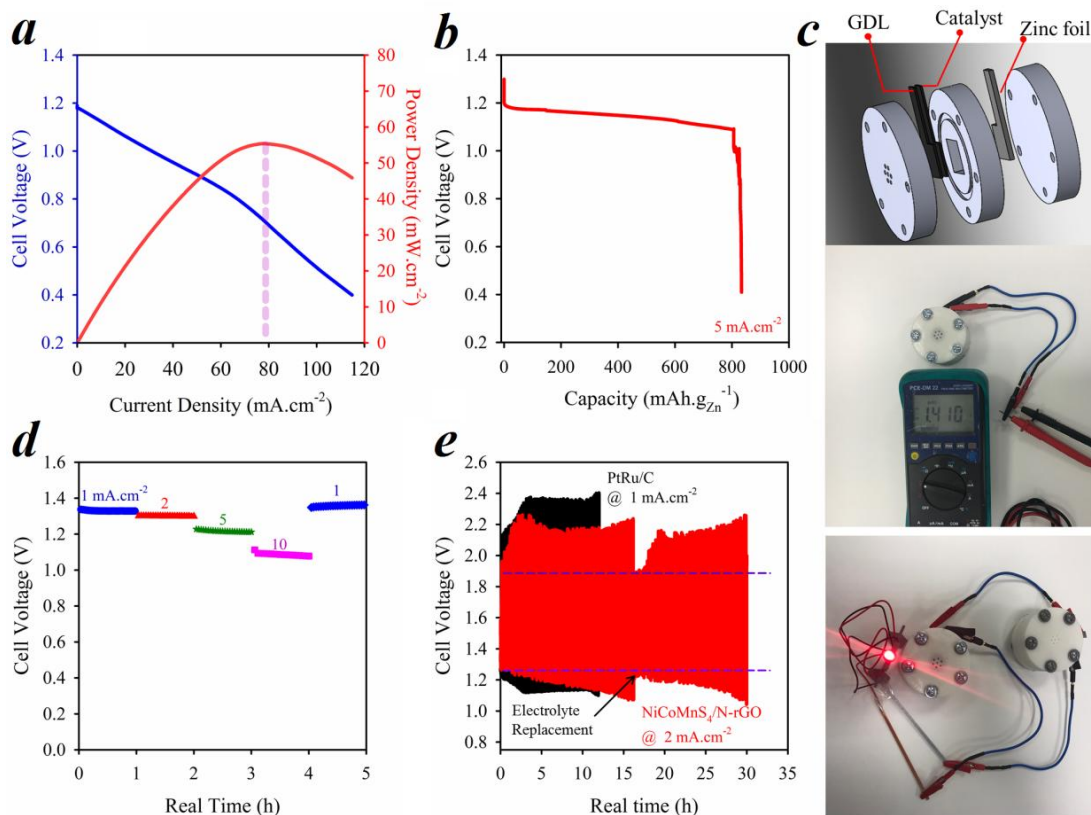 a
1.4
1.2
1.0
0.8
0.6
0.4
0.2
Cell Voltage (V)
80
70
60
50
40
30
20
10
0
Power Density (mW.cm-2)
0 20 40 60 80 100 120
Current Density (mA.cm-2)
b
1.4
1.2
1.0
0.8
0.6
0.4
0.2
Cell Voltage (V)
5 mA.cm-2
0 200 400 600 800 1000
Capacity (mAh.gZn-1)
c
GDL
Catalyst
Zinc foil
1.410
d
1.6
1.4
1.2
1.0
0.8
0.6
0.4
0.2
0.0
Cell Voltage (V)
1 mA.cm-2
2
5
10
1
0 1 2 3 4 5
Real Time (h)
e
2.6
2.4
2.2
2.0
1.8
1.6
1.4
1.2
1.0
0.8
Cell Voltage (V)
PtRu/C
@ 1 mA.cm-2
Electrolyte
Replacement
NiCoMnS4/N-rGO
@ 2 mA.cm-2
0 5 10 15 20 25 30 35
Real time (h)